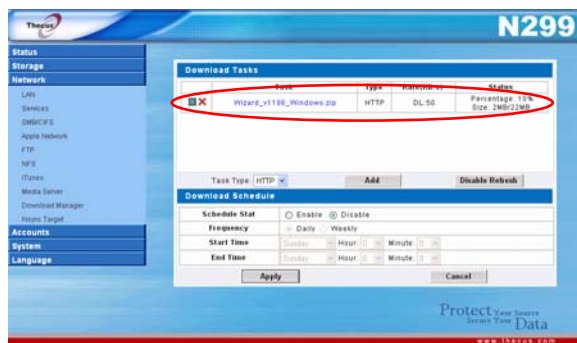 Thecus
N299
Status
Storage
Network
LAN
Services
SMB/CIFS
Apple Network
FTP
NFS
iTunes
Media Server
Download Manager
Nsync Target
Accounts
System
Language
Download Tasks
Task Type Rate(KB/s) Status
Wizard_v1186_Windows.zip HTTP DL:50 Percentage: 10%
Size: 2MB/22MB
Task Type: HTTP Add Disable Refresh
Download Schedule
Schedule Stat Enable Disable
Frequency Daily Weekly
Start Time Sunday Hour: 0 Minute: 0
End Time Sunday Hour: 0 Minute: 0
Apply Cancel
Protect Your Source
Secure Your Data
www.thecus.com